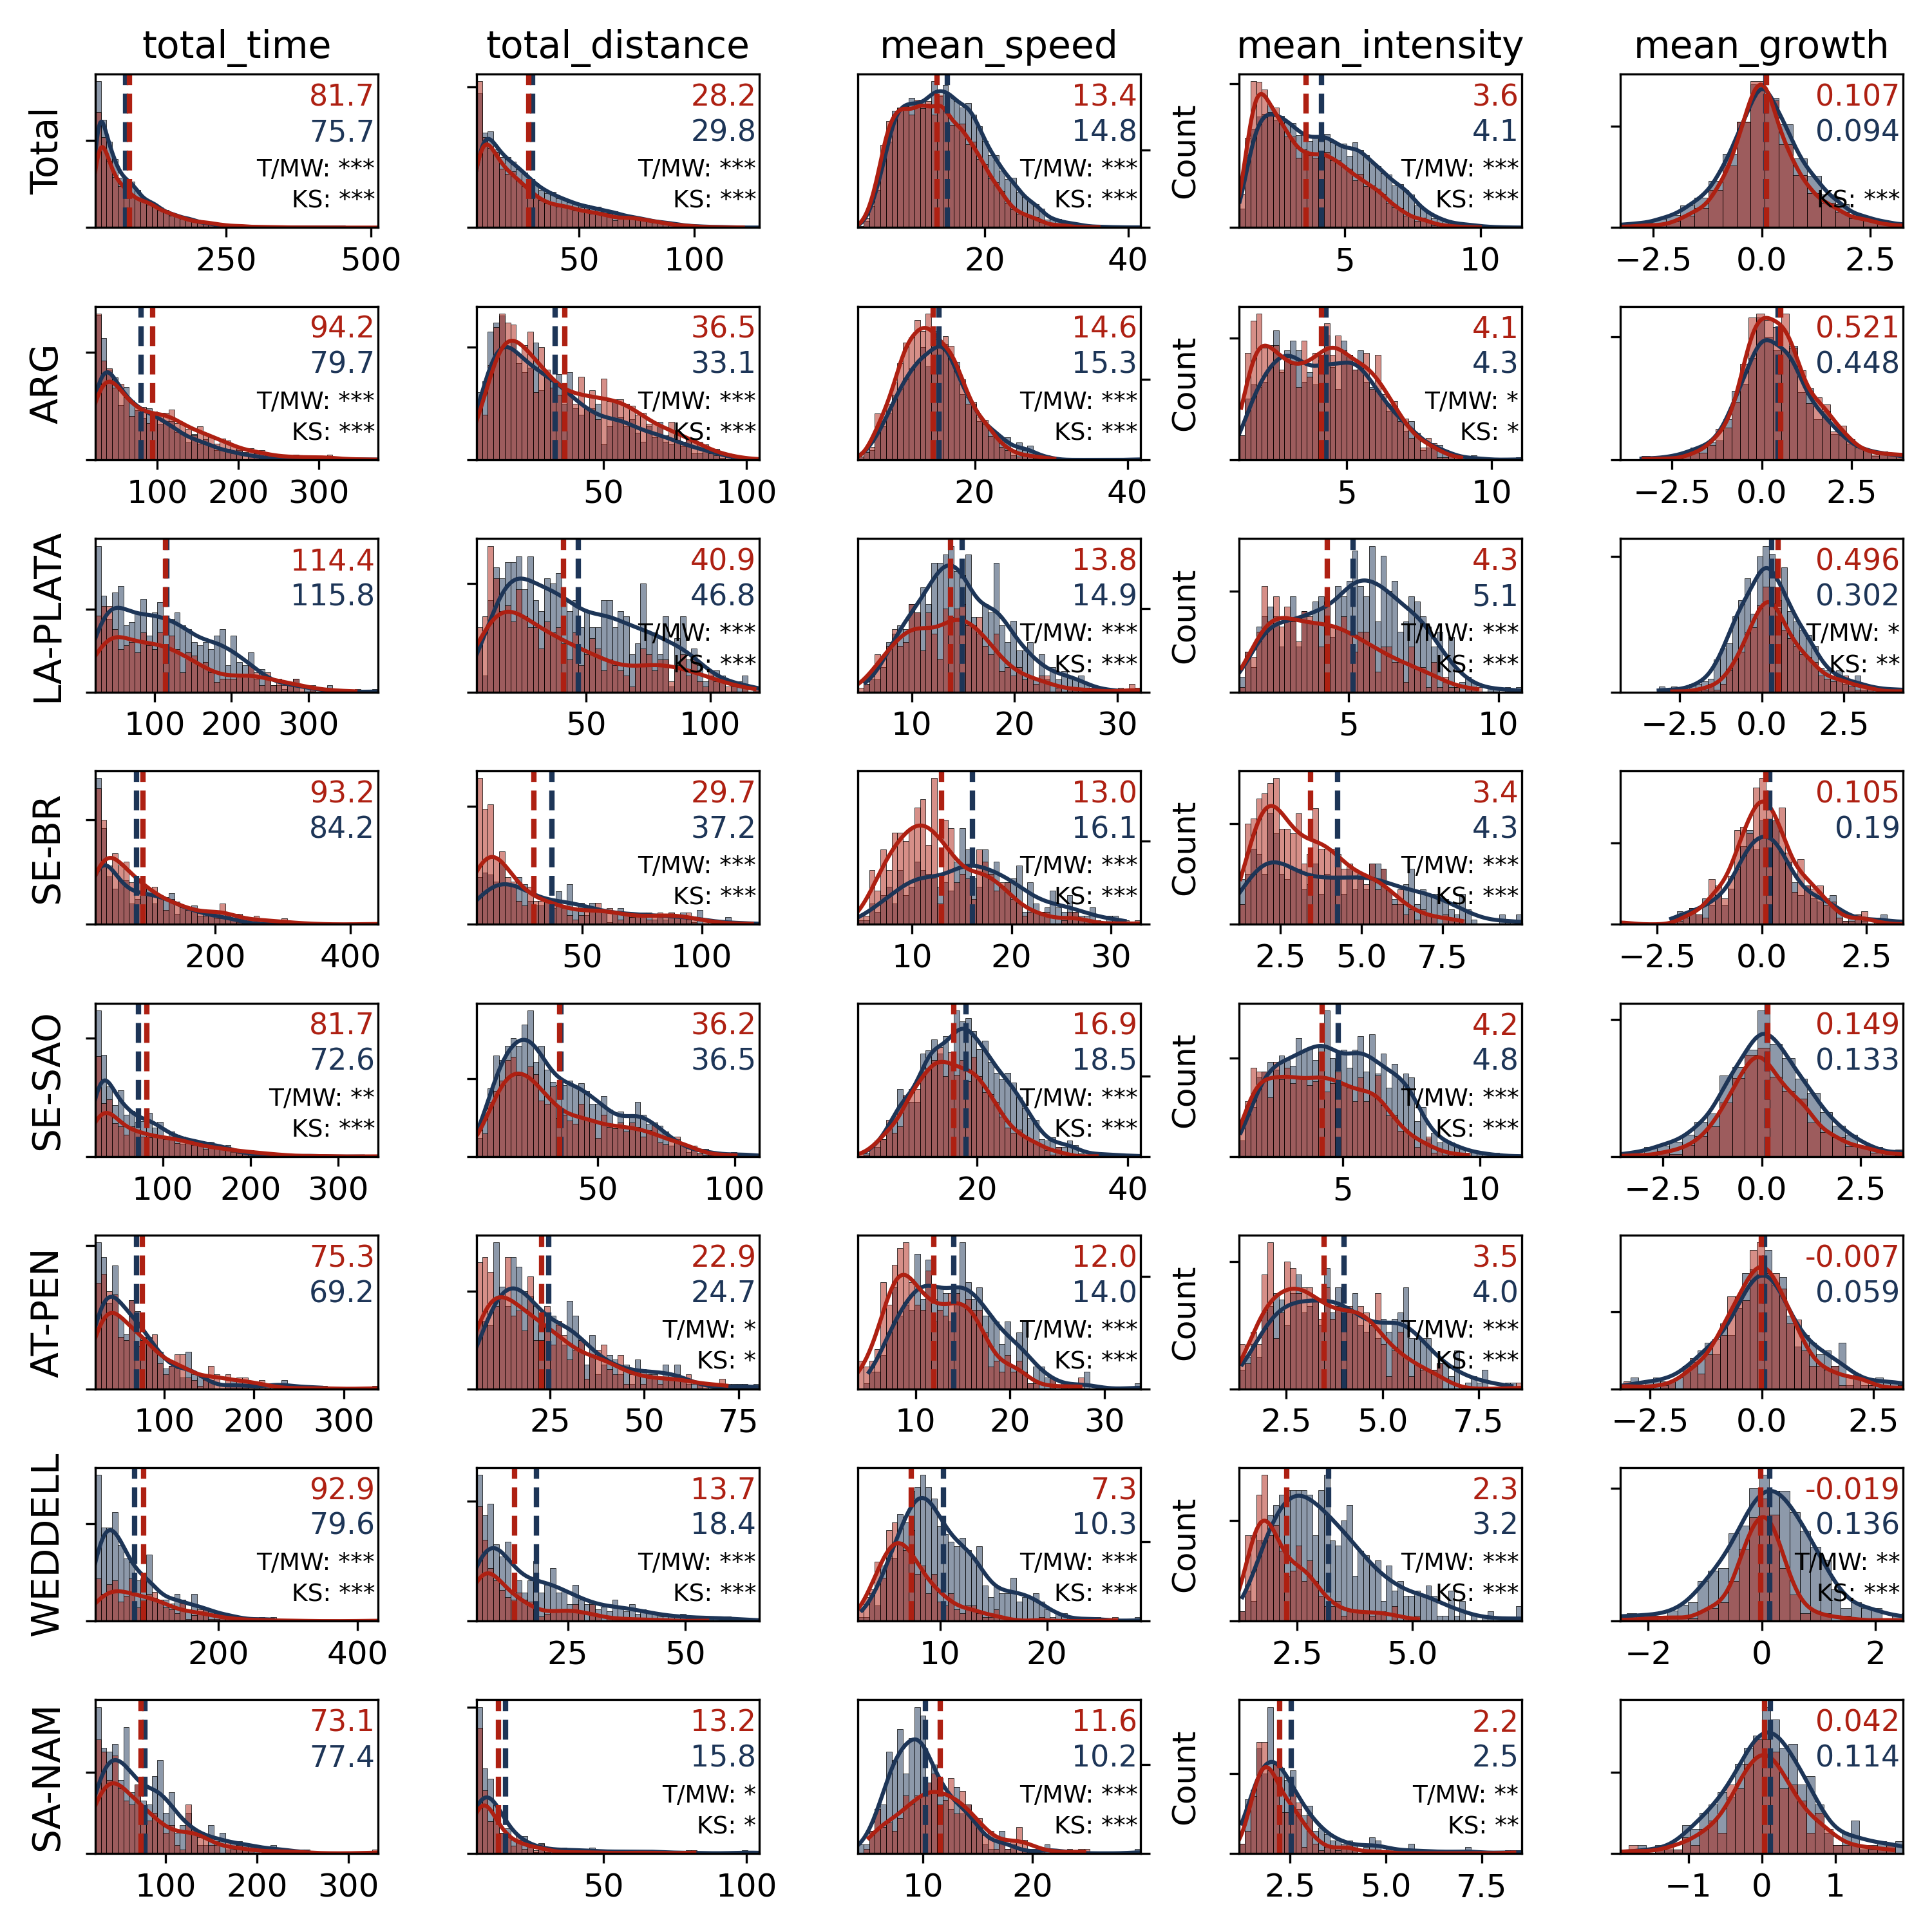 total_time total_distance mean_speed mean_intensity mean_growth
Total
81.7
75.7
T/MW: ***
KS: ***
250 500
28.2
29.8
T/MW: ***
KS: ***
50 100
13.4
14.8
T/MW: ***
KS: ***
20 40
Count
3.6
4.1
T/MW: ***
KS: ***
5 10
0.107
0.094
KS: ***
−2.5 0.0 2.5
ARG
94.2
79.7
T/MW: ***
KS: ***
100 200 300
36.5
33.1
T/MW: ***
KS: ***
50 100
14.6
15.3
T/MW: ***
KS: ***
20 40
Count
4.1
4.3
T/MW: *
KS: *
5 10
0.521
0.448
−2.5 0.0 2.5
LA-PLATA
114.4
115.8
100 200 300
40.9
46.8
T/MW: ***
KS: ***
50 100
13.8
14.9
T/MW: ***
KS: ***
10 20 30
Count
4.3
5.1
T/MW: ***
KS: ***
5 10
0.496
0.302
T/MW: *
KS: **
−2.5 0.0 2.5
SE-BR
93.2
84.2
200 400
29.7
37.2
T/MW: ***
KS: ***
50 100
13.0
16.1
T/MW: ***
KS: ***
10 20 30
Count
3.4
4.3
T/MW: ***
KS: ***
2.5 5.0 7.5
0.105
0.19
−2.5 0.0 2.5
SE-SAO
81.7
72.6
T/MW: **
KS: ***
100 200 300
36.2
36.5
50 100
16.9
18.5
T/MW: ***
KS: ***
20 40
Count
4.2
4.8
T/MW: ***
KS: ***
5 10
0.149
0.133
−2.5 0.0 2.5
AT-PEN
75.3
69.2
100 200 300
22.9
24.7
T/MW: *
KS: *
25 50 75
12.0
14.0
T/MW: ***
KS: ***
10 20 30
Count
3.5
4.0
T/MW: ***
KS: ***
2.5 5.0 7.5
-0.007
0.059
−2.5 0.0 2.5
WEDDELL
92.9
79.6
T/MW: ***
KS: ***
200 400
13.7
18.4
T/MW: ***
KS: ***
25 50
7.3
10.3
T/MW: ***
KS: ***
10 20
Count
2.3
3.2
T/MW: ***
KS: ***
2.5 5.0
-0.019
0.136
T/MW: **
KS: ***
−2 0 2
SA-NAM
73.1
77.4
100 200 300
13.2
15.8
T/MW: *
KS: *
50 100
11.6
10.2
T/MW: ***
KS: ***
10 20
Count
2.2
2.5
T/MW: **
KS: **
2.5 5.0 7.5
0.042
0.114
−1 0 1